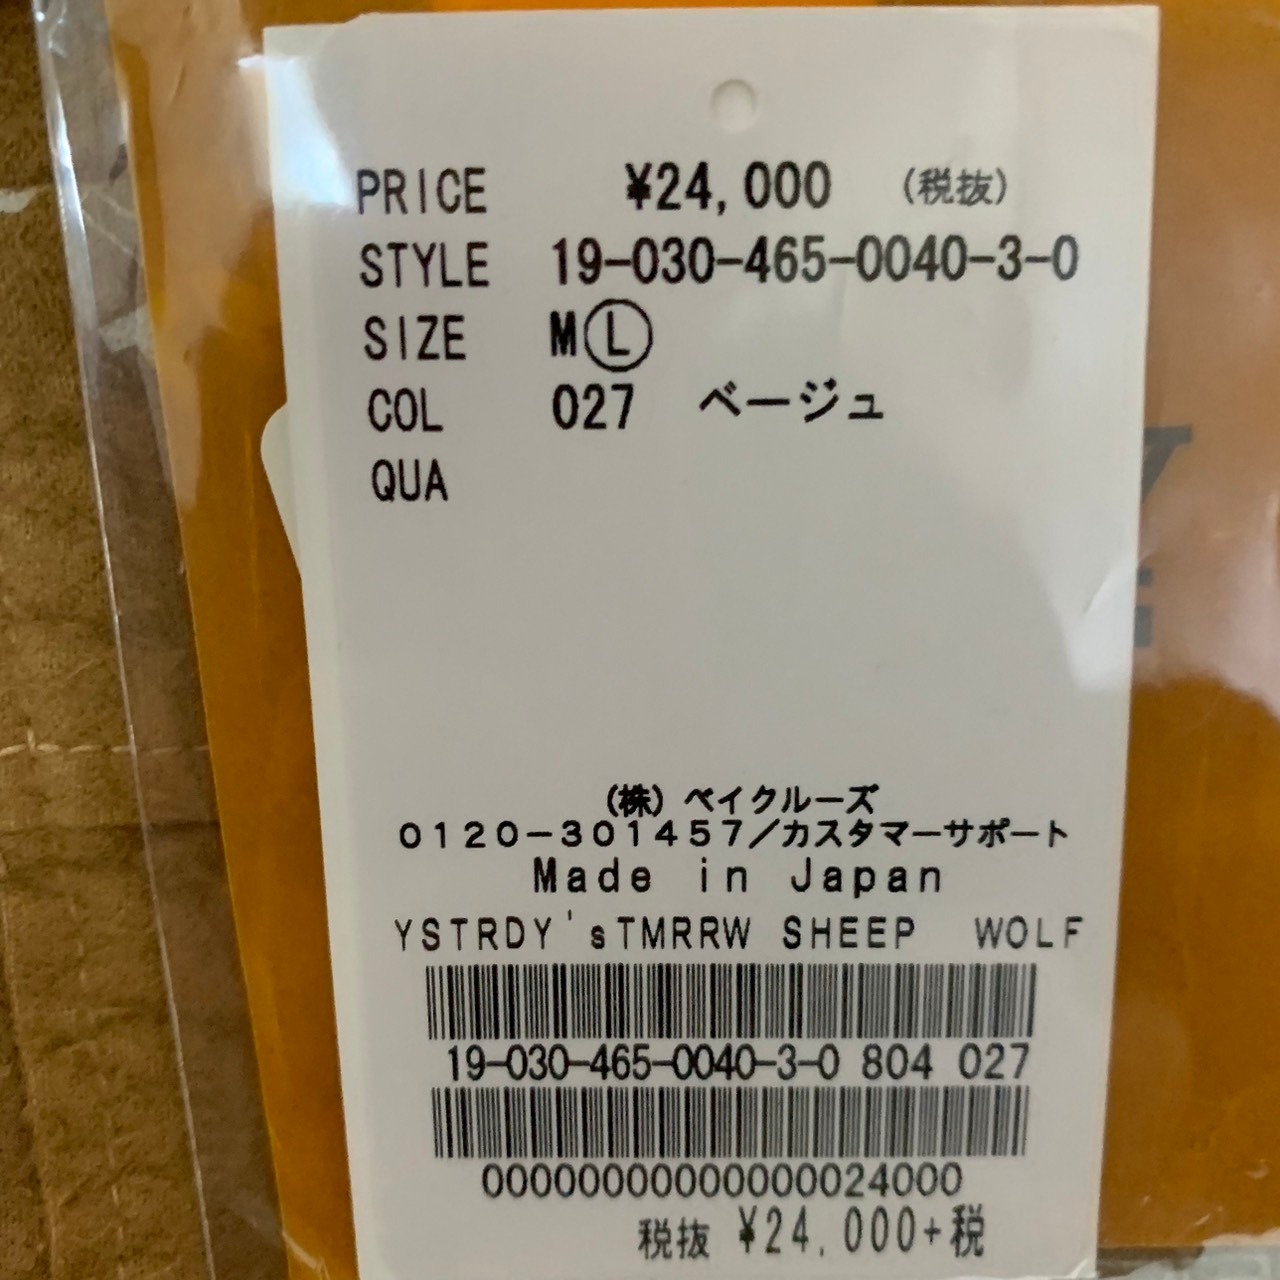 PRICE ¥24,000 (税抜)
STYLE 19-030-465-0040-3-0
SIZE M Ⓛ
COL 027 ベージュ
QUA
(株) ベイクルーズ
0120-301457/カスタマーサポート
Made in Japan
YSTRDY'sTMRRW SHEEP WOLF
19-030-465-0040-3-0 804 027
00000000000000024000
税抜 ¥24,000+税